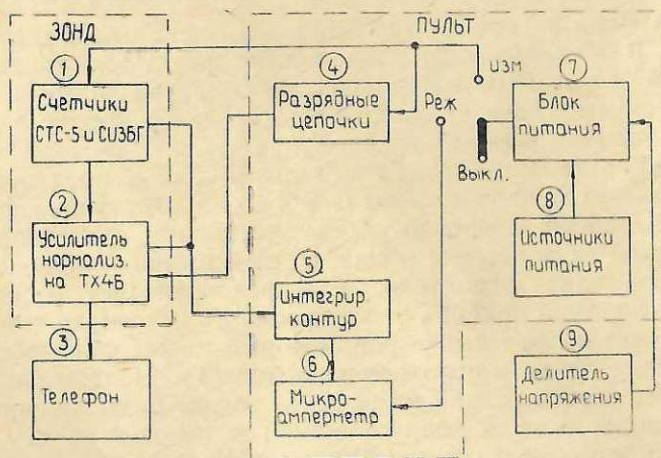 ЗОНД
ПУЛЬТ
1
Счетчики
СТС-5 и СИ3БГ
2
Усилитель
нормализ.
на ТХ4Б
3
Телефон
4
Разрядные
цепочки
Реж
изм
Выкл.
5
Интегрир
контур
6
Микро-
амперметр
7
Блок
питания
8
Источники
питания
9
Делитель
напряжения